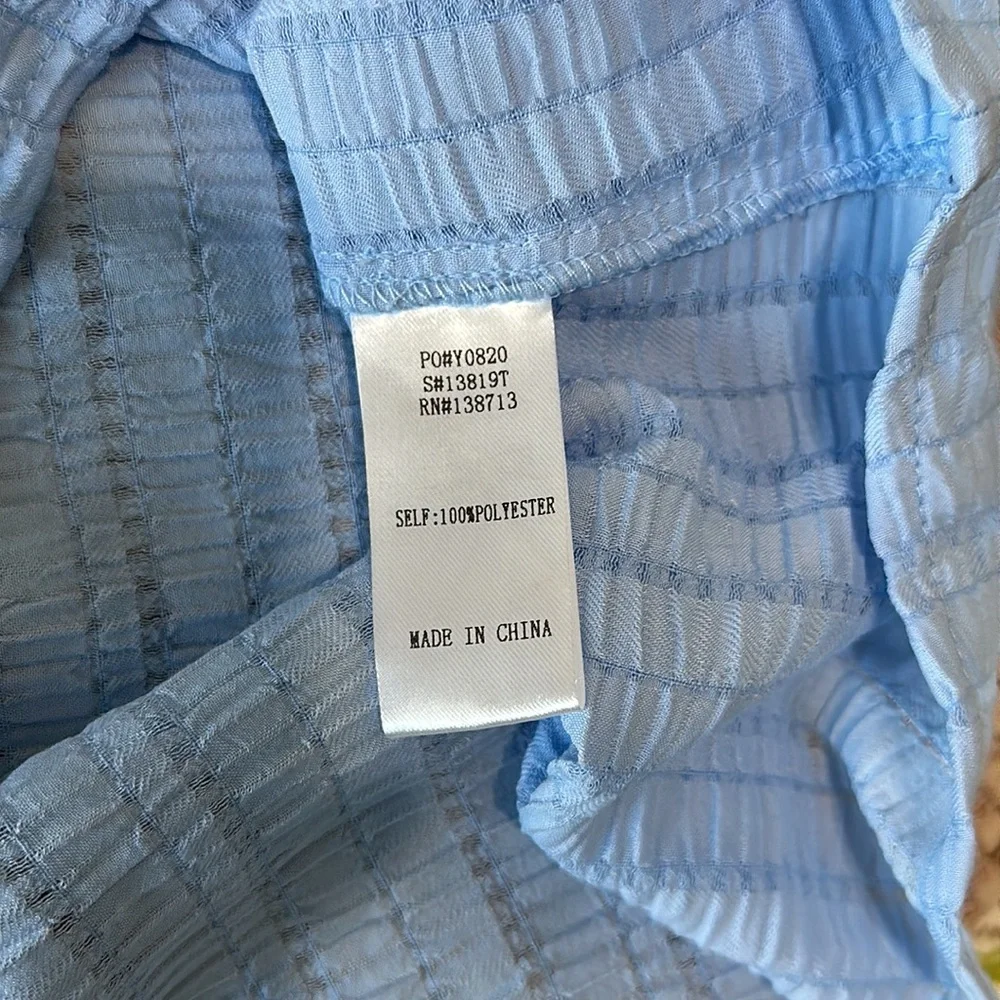 PO#Y0820
S#13819T
RN#138713
SELF:100%POLYESTER
MADE IN CHINA